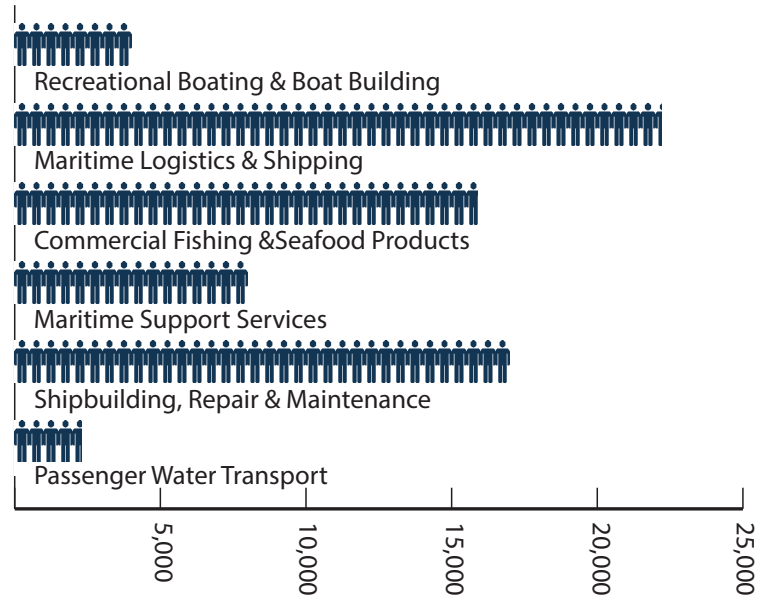 Recreational Boating & Boat Building
Maritime Logistics & Shipping
Commercial Fishing &Seafood Products
Maritime Support Services
Shipbuilding, Repair & Maintenance
Passenger Water Transport
5,000
10,000
15,000
20,000
25,000